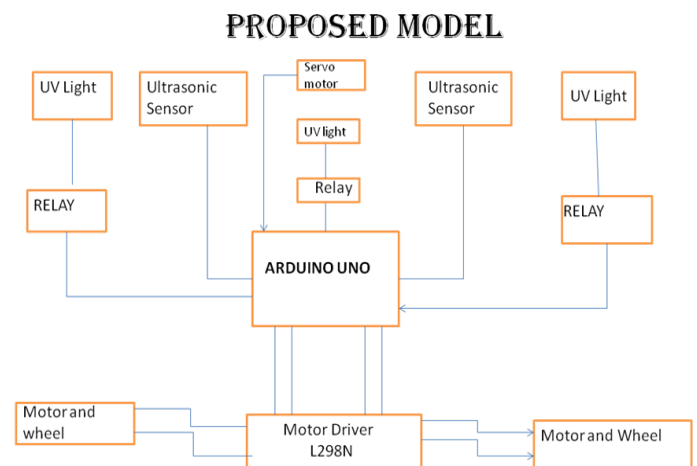 PROPOSED MODEL
UV Light
Ultrasonic
Sensor
Servo
motor
Ultrasonic
Sensor
UV Light
UV light
Relay
RELAY
RELAY
ARDUINO UNO
Motor and
wheel
Motor Driver
L298N
Motor and Wheel